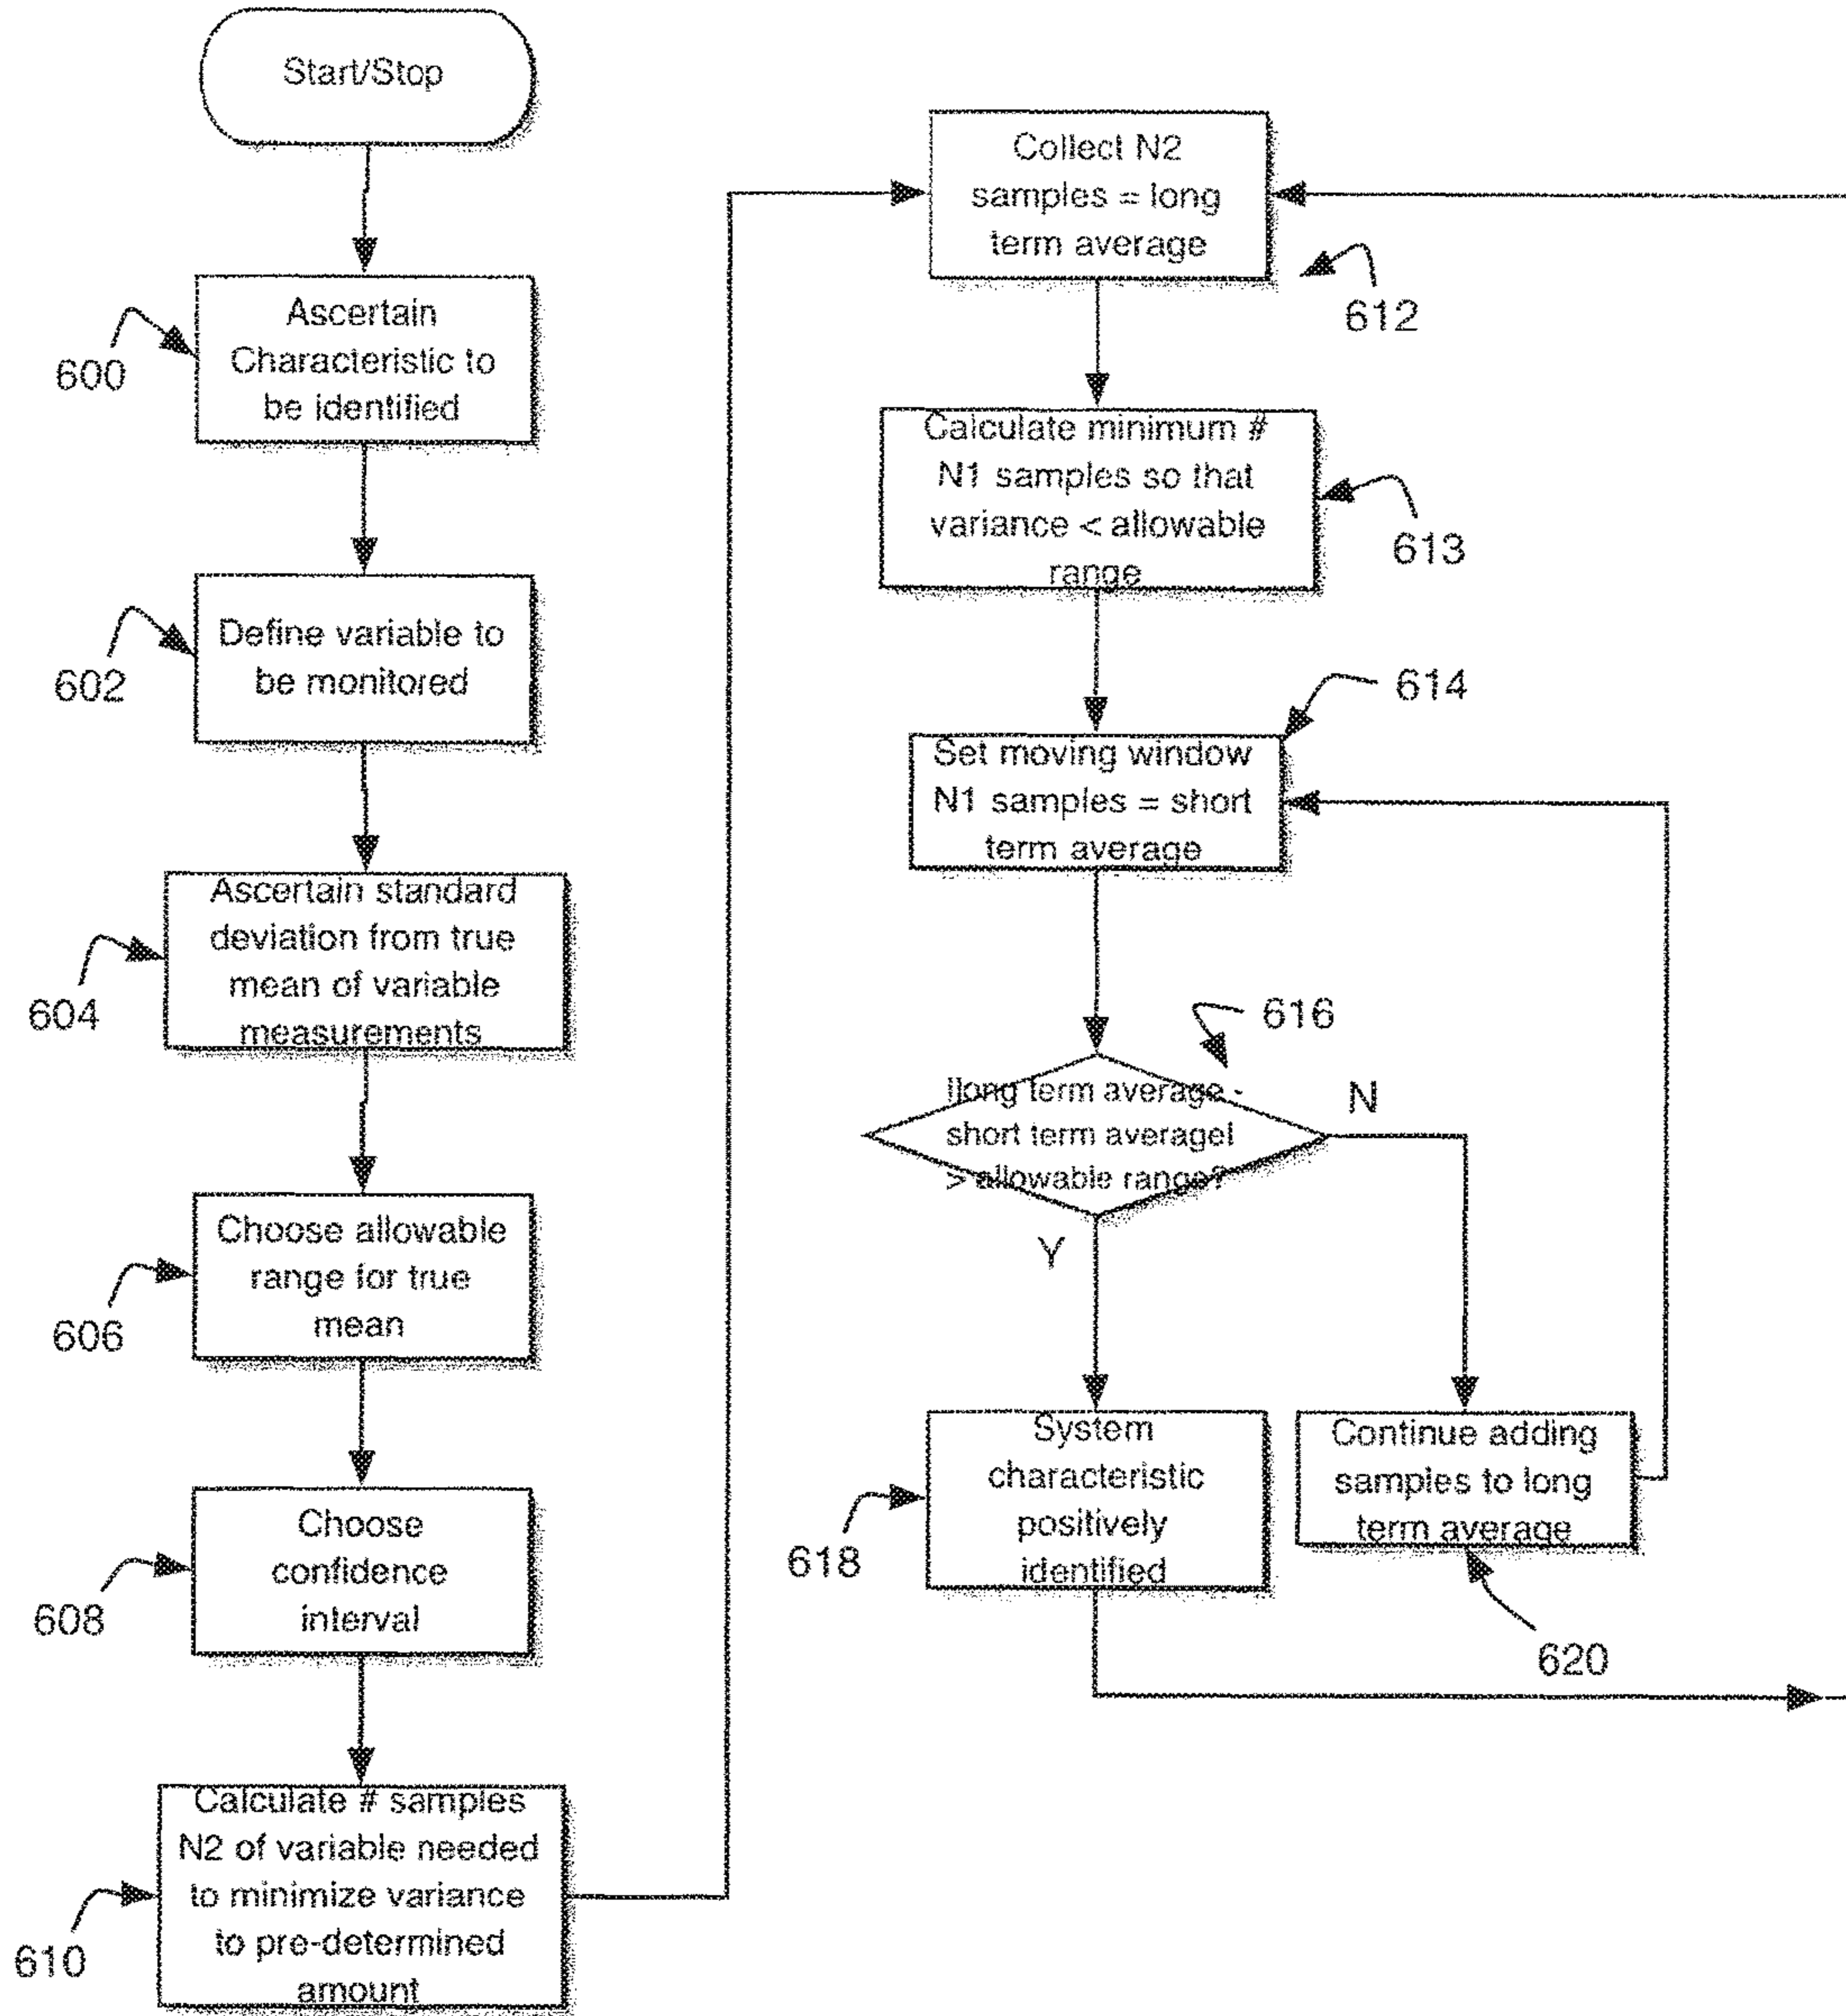 Start/Stop
Ascertain
Characteristic to
be identified
600
Define variable to
be monitored
602
Ascertain standard
deviation from true
mean of variable
measurements
604
Choose allowable
range for true
mean
606
Choose
confidence
interval
608
Calculate # samples
N2 of variable needed
to minimize variance
to pre-determined
amount
610
Collect N2
samples = long
term average
612
Calculate minimum #
N1 samples so that
variance < allowable
range
613
Set moving window
N1 samples = short
term average
614
|long term average -
short term average|
> allowable range?
616
N
Y
System
characteristic
positively
identified
618
Continue adding
samples to long
term average
620